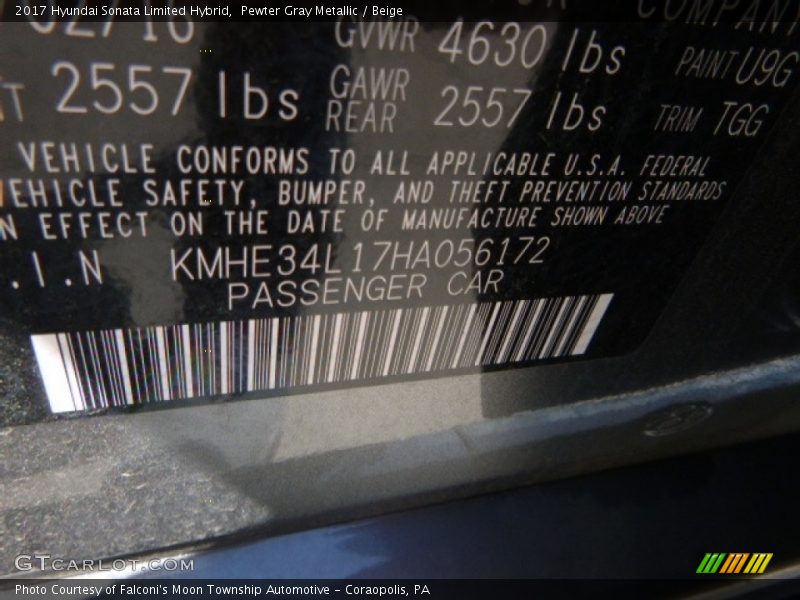 2017 Hyundai Sonata Limited Hybrid, Pewter Gray Metallic / Beige
COMPANY
GVWR 4630 lbs
PAINT U9G
2557 lbs GAWR REAR 2557 lbs
TRIM TGG
VEHICLE CONFORMS TO ALL APPLICABLE U.S.A. FEDERAL
VEHICLE SAFETY, BUMPER, AND THEFT PREVENTION STANDARDS
IN EFFECT ON THE DATE OF MANUFACTURE SHOWN ABOVE
.I.N KMHE34L17HA056172
PASSENGER CAR
GTCARLOT.COM
Photo Courtesy of Falconi's Moon Township Automotive – Coraopolis, PA